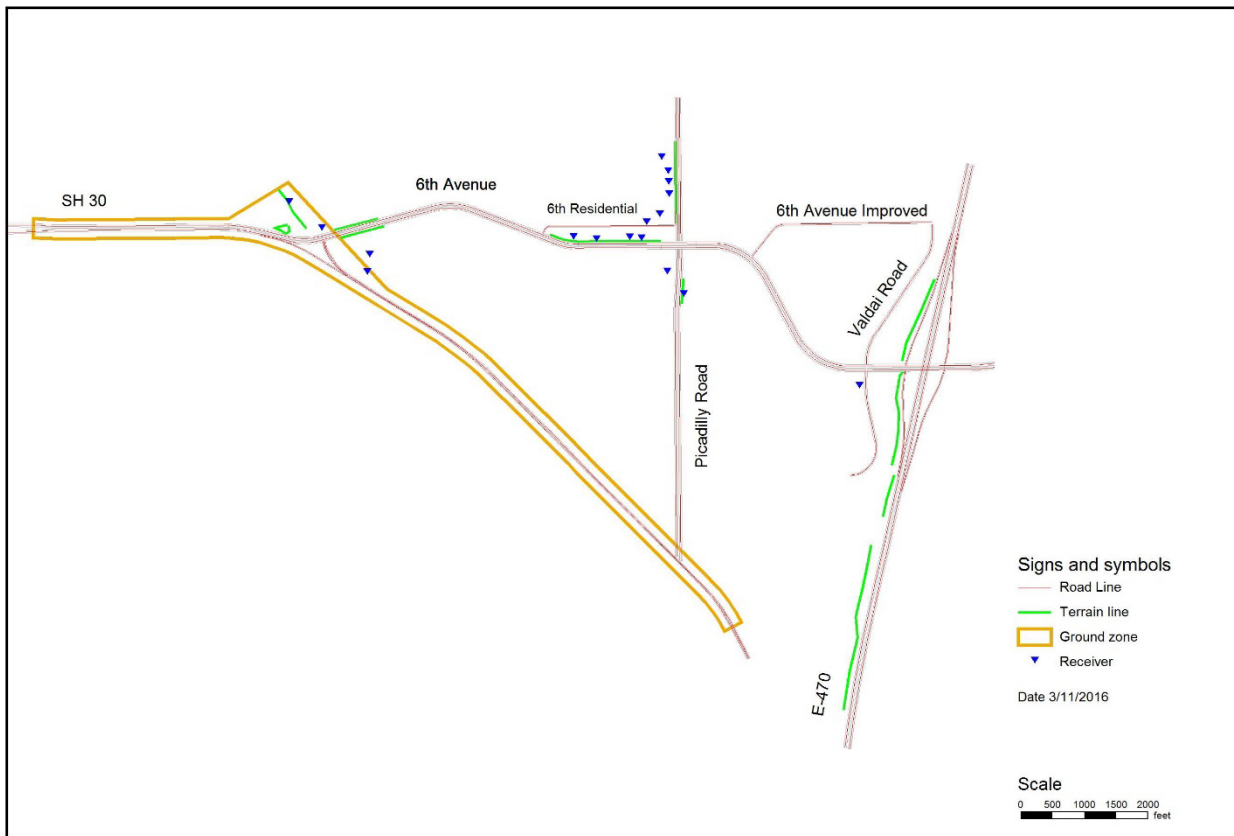 SH 30
6th Avenue
6th Residential
6th Avenue Improved
Valdai Road
Picadilly Road
E-470
Signs and symbols
Road Line
Terrain line
Ground zone
Receiver
Date 3/11/2016
Scale
0 500 1000 1500 2000
feet